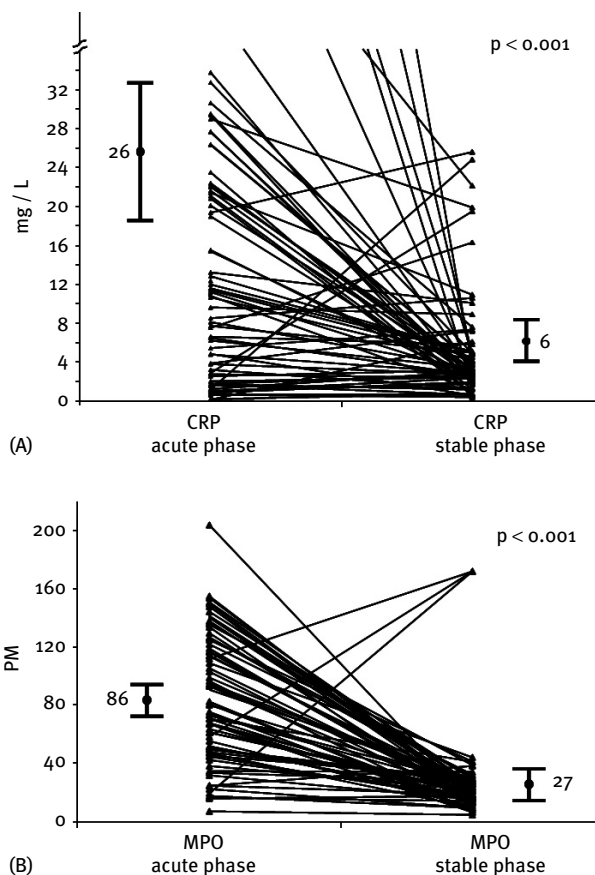 p < 0.001
32
28
26
24
20
16
12
8
4
0
mg / L
6
CRP
acute phase
CRP
stable phase
(A)
200
p < 0.001
160
120
PM
86
80
40
27
0
MPO
acute phase
MPO
stable phase
(B)